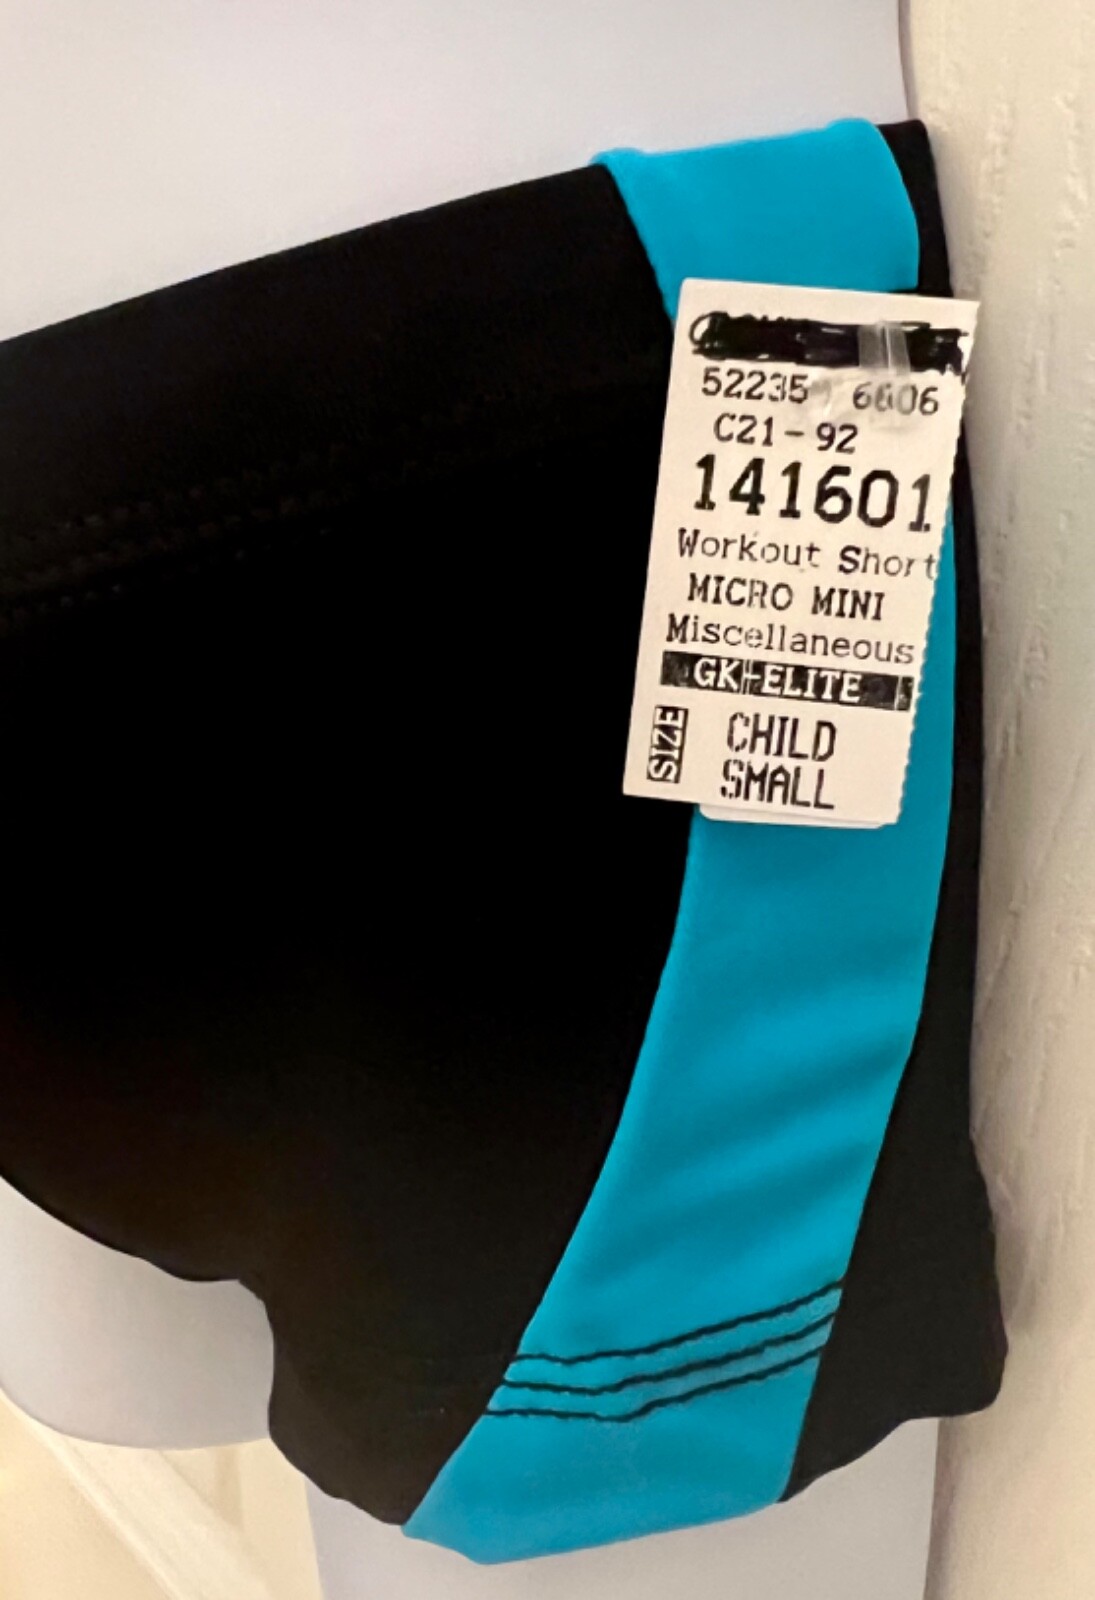 52235 6606
C21-92
141601
Workout Short
MICRO MINI
Miscellaneous
GK-ELITE
SIZE
CHILD
SMALL